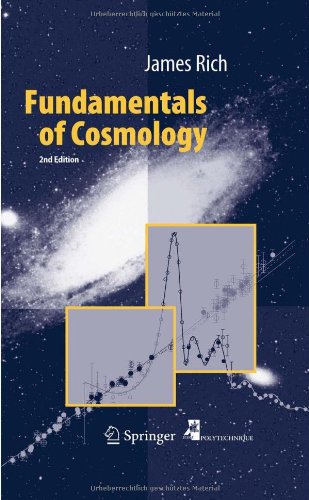 Urheberrechtlich geschütztes Material
James Rich
Fundamentals
of Cosmology
2nd Edition
Springer
POLYTECHNIQUE
Urheberrechtlich geschütztes Material